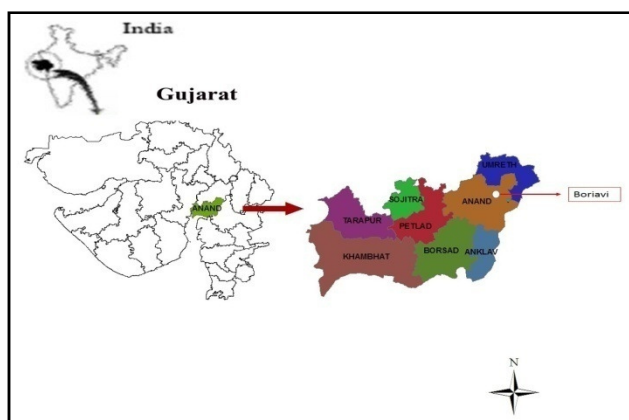 India
Gujarat
ANAND
UMRETH
SOJITRA
ANAND
Boriavi
TARAPUR
PETLAD
KHAMBHAT
BORSAD
ANKLAV
N